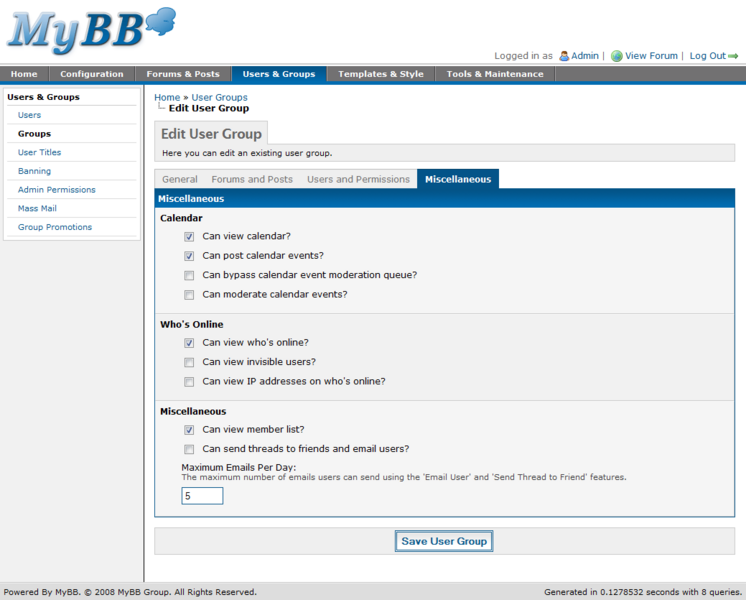 MyBB
Logged in as Admin | View Forum | Log Out
Home Configuration Forums & Posts Users & Groups Templates & Style Tools & Maintenance
Users & Groups
Users
Groups
User Titles
Banning
Admin Permissions
Mass Mail
Group Promotions
Home » User Groups
Edit User Group
Edit User Group
Here you can edit an existing user group.
General Forums and Posts Users and Permissions Miscellaneous
Miscellaneous
Calendar
Can view calendar?
Can post calendar events?
Can bypass calendar event moderation queue?
Can moderate calendar events?
Who's Online
Can view who's online?
Can view invisible users?
Can view IP addresses on who's online?
Miscellaneous
Can view member list?
Can send threads to friends and email users?
Maximum Emails Per Day:
The maximum number of emails users can send using the 'Email User' and 'Send Thread to Friend' features.
5
Save User Group
Powered By MyBB. © 2008 MyBB Group. All Rights Reserved.
Generated in 0.1278532 seconds with 8 queries.